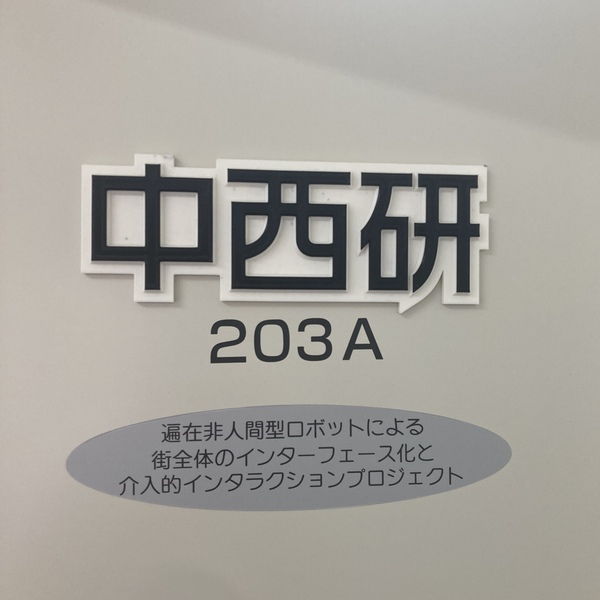 中西研
203A
遍在非人間型ロボットによる
街全体のインターフェース化と
介入的インタラクションプロジェクト